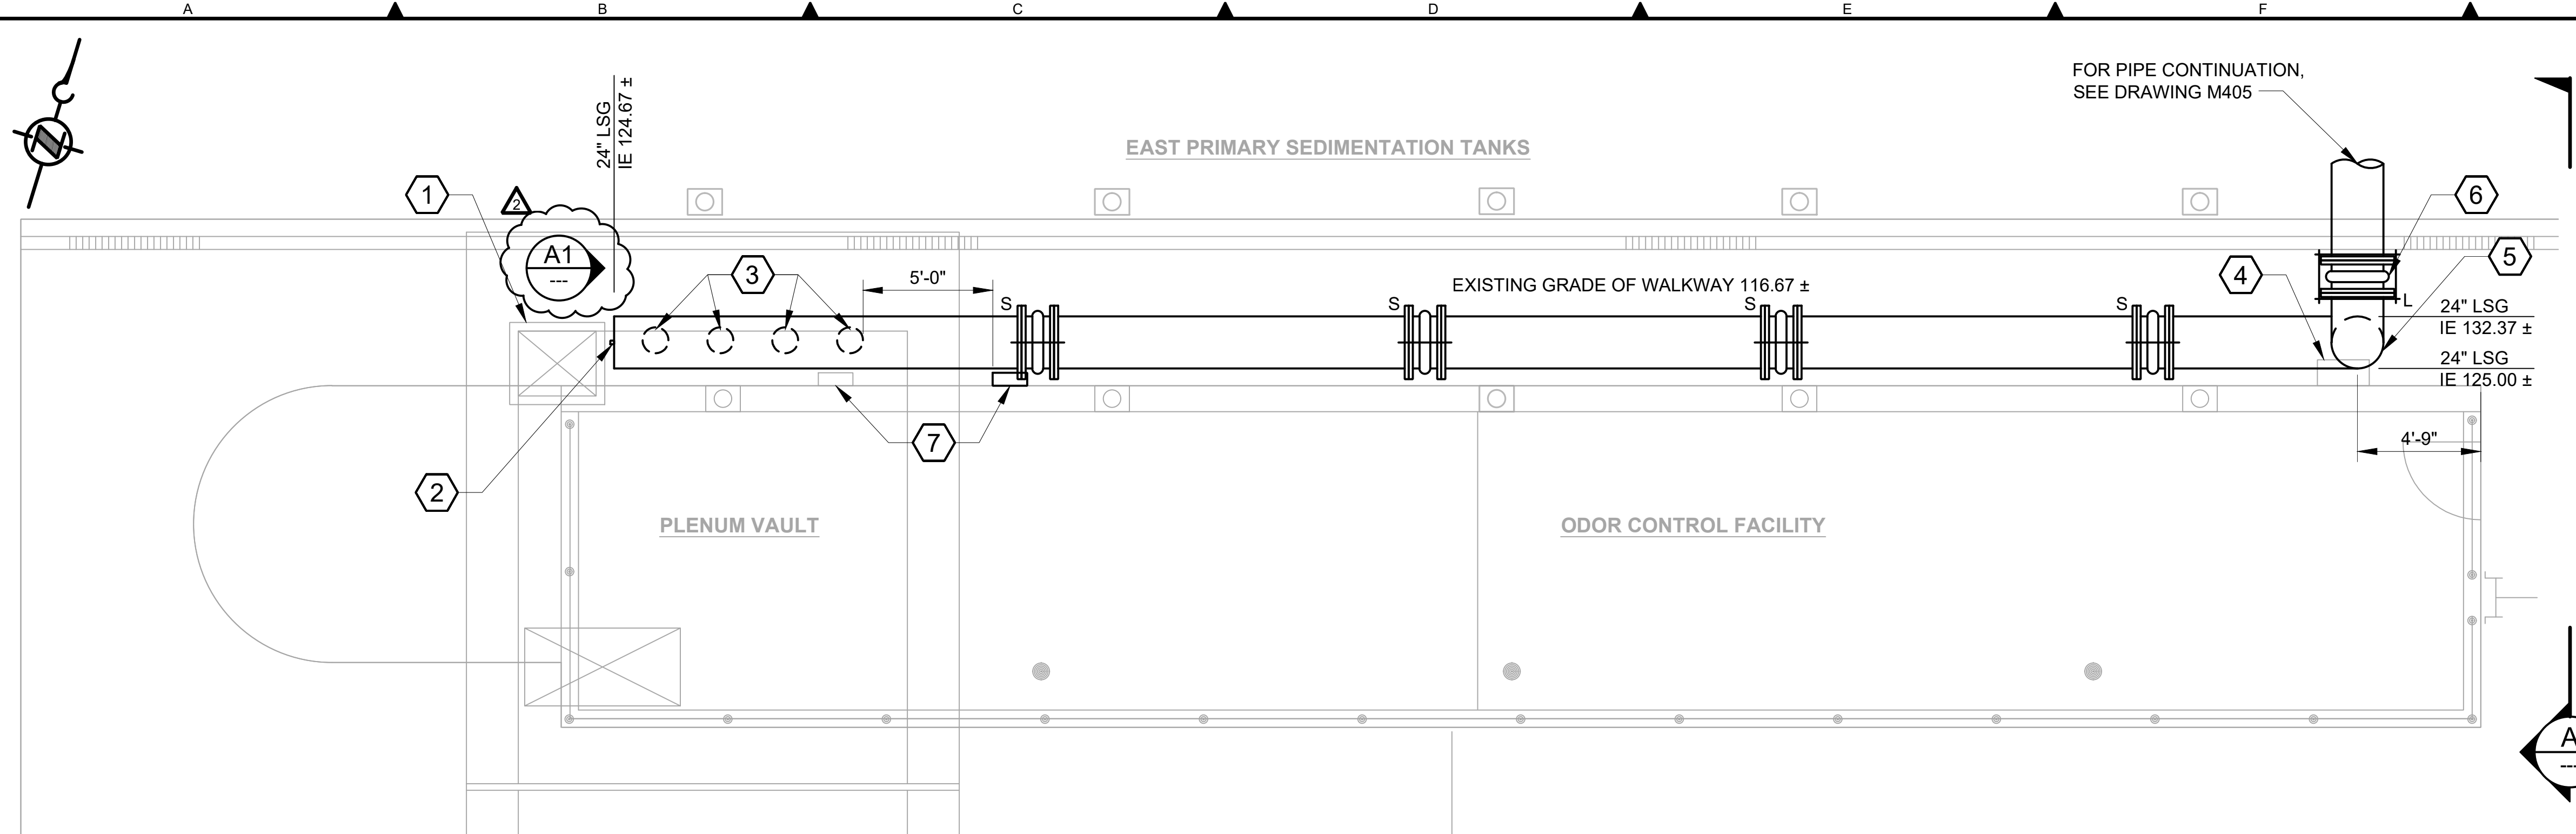 A B C D E F
FOR PIPE CONTINUATION,
SEE DRAWING M405
24" LSG
IE 124.67 ±
EAST PRIMARY SEDIMENTATION TANKS
N
1
2
A1
---
3
5'-0"
EXISTING GRADE OF WALKWAY 116.67 ±
6
5
4
S
S
S
S
L
24" LSG
IE 132.37 ±
24" LSG
IE 125.00 ±
7
4'-9"
2
PLENUM VAULT
ODOR CONTROL FACILITY